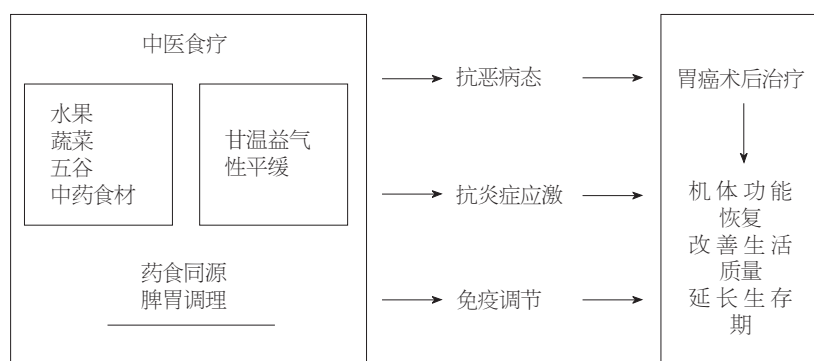 中医食疗
水果
蔬菜
五谷
中药食材
甘温益气
性平缓
药食同源
脾胃调理
抗恶病态
抗炎症应激
免疫调节
胃癌术后治疗
机体功能
恢复
改善生活
质量
延长生存
期